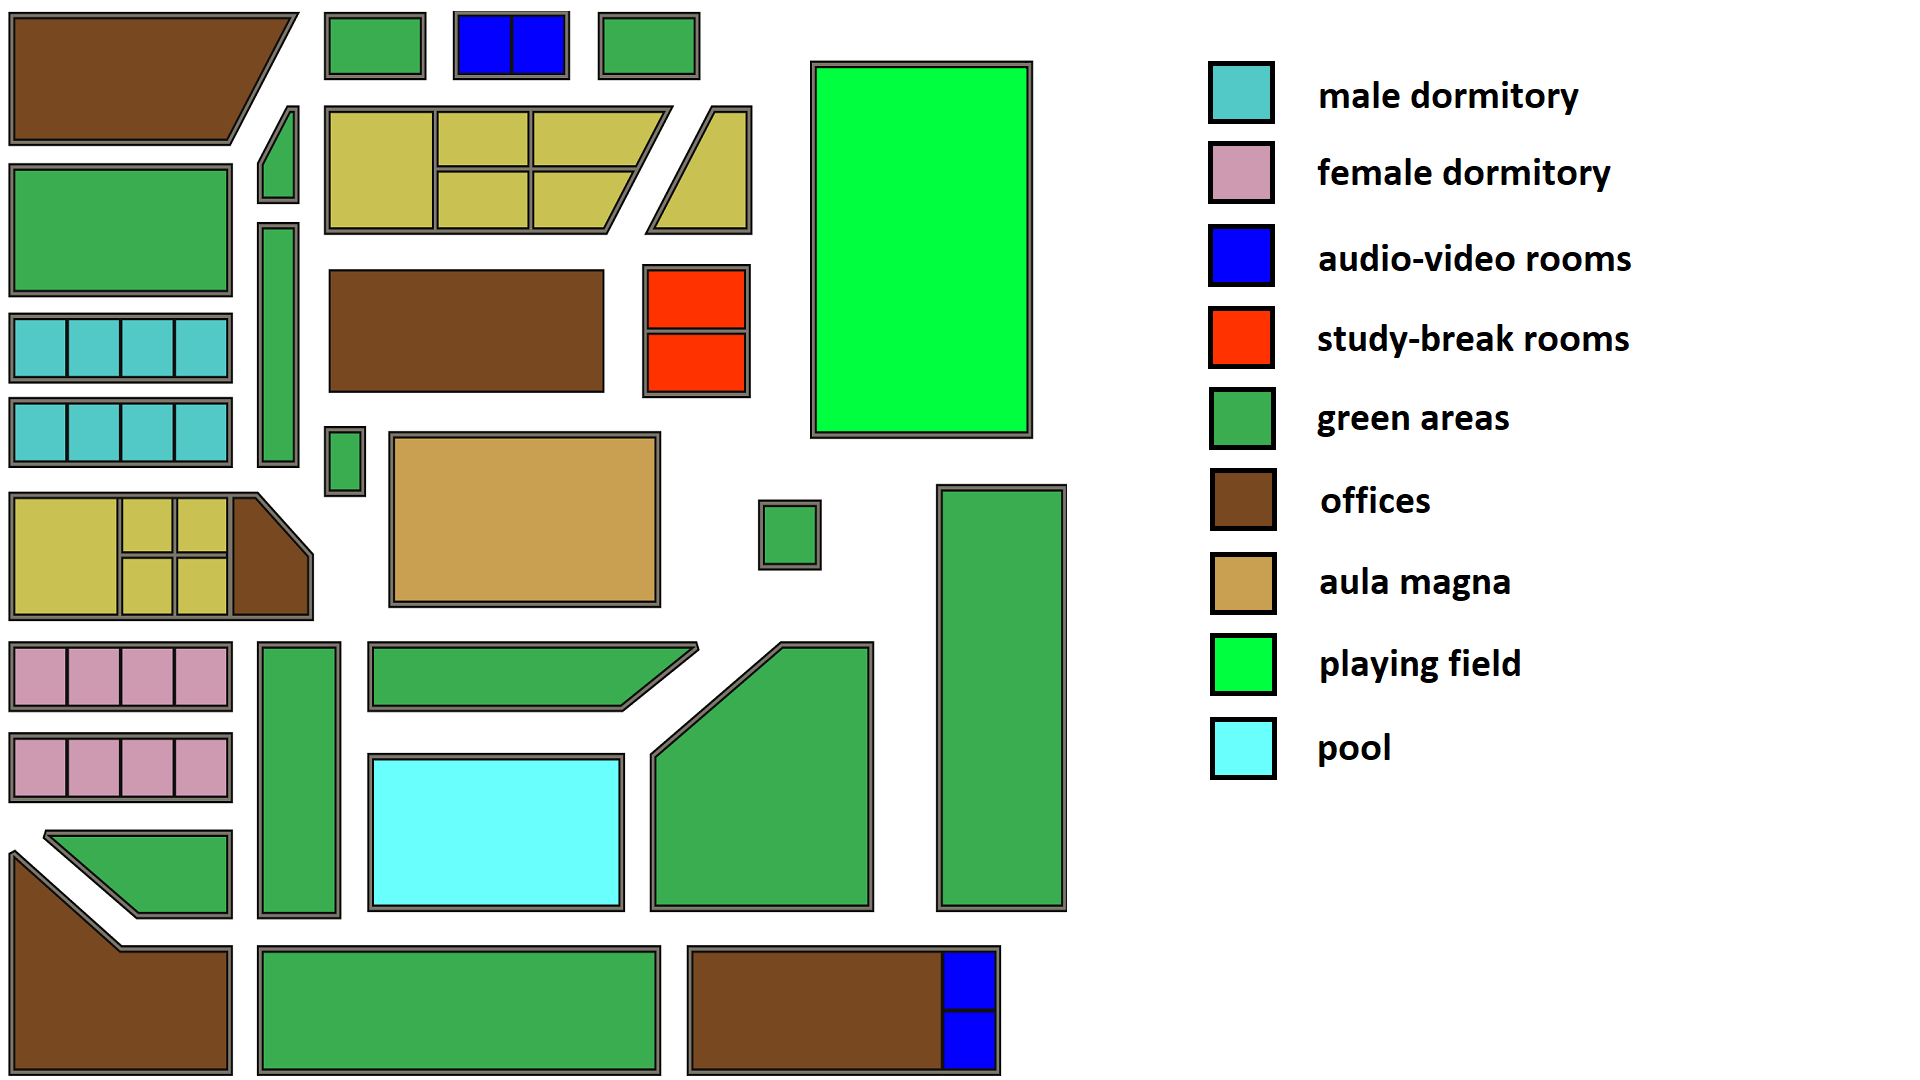 male dormitory
female dormitory
audio-video rooms
study-break rooms
green areas
offices
aula magna
playing field
pool